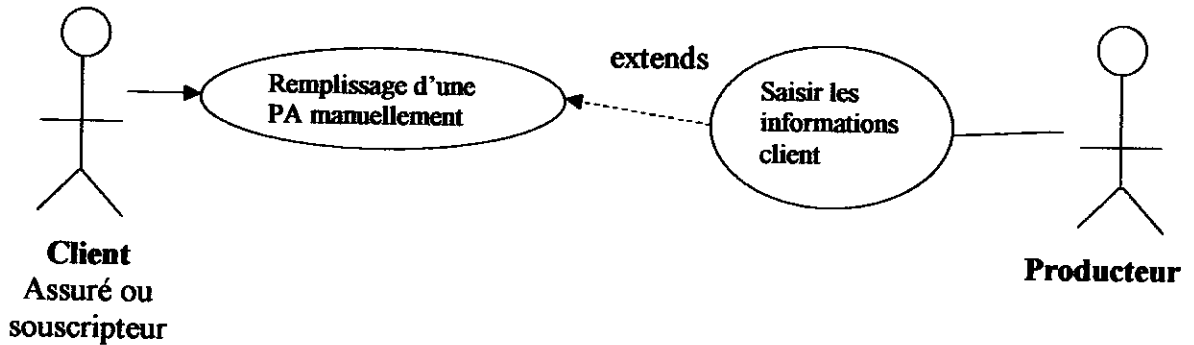 Remplissage d'une
PA manuellement
extends
Saisir les
informations
client
Client
Assuré ou
souscripteur
Producteur